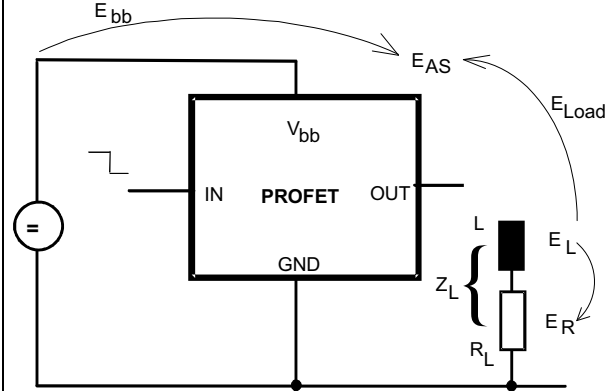 E bb
E AS
E Load
V bb
IN PROFET OUT
=
L
E L
GND
Z L {
E R
R L